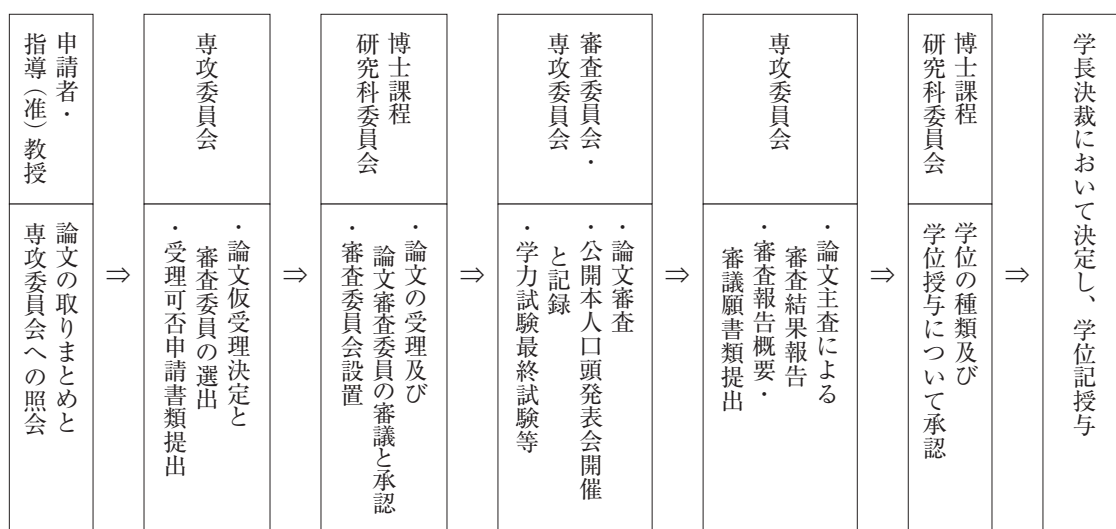 申請者・
指導（准）教授
論文の取りまとめと
専攻委員会への照会
⇒
専攻委員会
・論文仮受理決定と
審査委員の選出
・受理可否申請書類提出
⇒
博士課程
研究科委員会
・論文の受理及び
論文審査委員の審議と承認
・審査委員会設置
⇒
審査委員会・
専攻委員会
・論文審査
・公開本人口頭発表会開催
と記録
・学力試験最終試験等
⇒
専攻委員会
・論文主査による
審査結果報告
・審査報告概要・
審議願書類提出
⇒
博士課程
研究科委員会
学位の種類及び
学位授与について承認
⇒
学長決裁において決定し、学位記授与